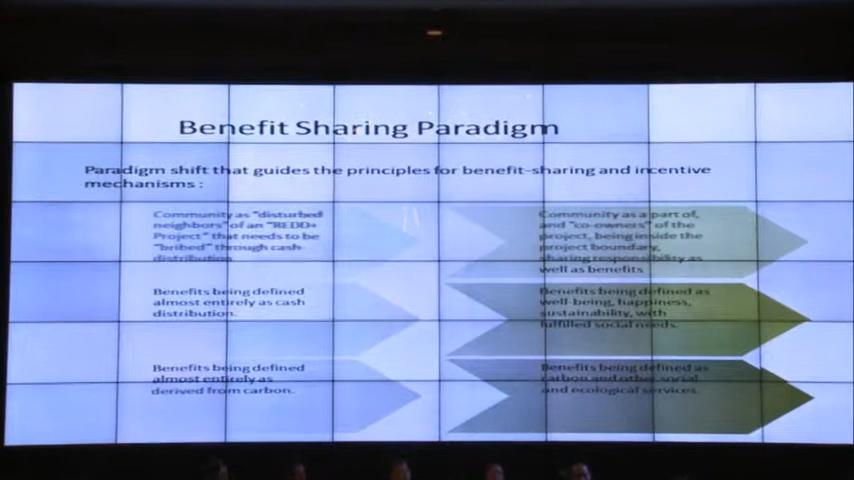 Benefit Sharing Paradigm
Paradigm shift that guides the principles for benefit-sharing and incentive
mechanisms :
Community as "disturbed
neighbors" of an "REDD+
Project" that needs to be
"bribed" through cash
distribution
Community as a part of,
and "co-owners" of the
project, being inside the
project boundary,
sharing responsibility as
well as benefits
Benefits being defined
almost entirely as cash
distribution.
Benefits being defined as
well-being, happiness,
sustainability, with
fulfilled social needs.
Benefits being defined
almost entirely as
derived from carbon.
Benefits being defined as
carbon and other social
and ecological services.